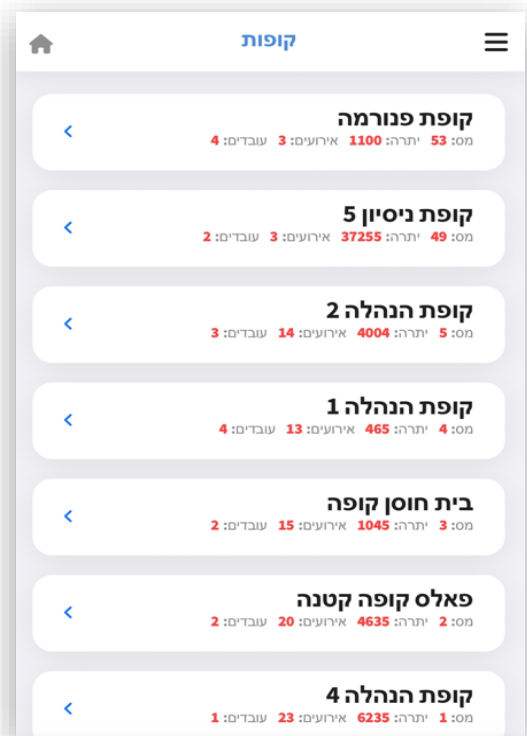 קופות
קופת פנורמה
מס: 53 יתרה: 1100 אירועים: 3 עובדים: 4
קופת ניסיון 5
מס: 49 יתרה: 37255 אירועים: 3 עובדים: 2
קופת הנהלה 2
מס: 5 יתרה: 4004 אירועים: 14 עובדים: 3
קופת הנהלה 1
מס: 4 יתרה: 465 אירועים: 13 עובדים: 4
בית חוסן קופה
מס: 3 יתרה: 1045 אירועים: 15 עובדים: 2
פאלס קופה קטנה
מס: 2 יתרה: 4635 אירועים: 20 עובדים: 2
קופת הנהלה 4
מס: 1 יתרה: 6235 אירועים: 23 עובדים: 1